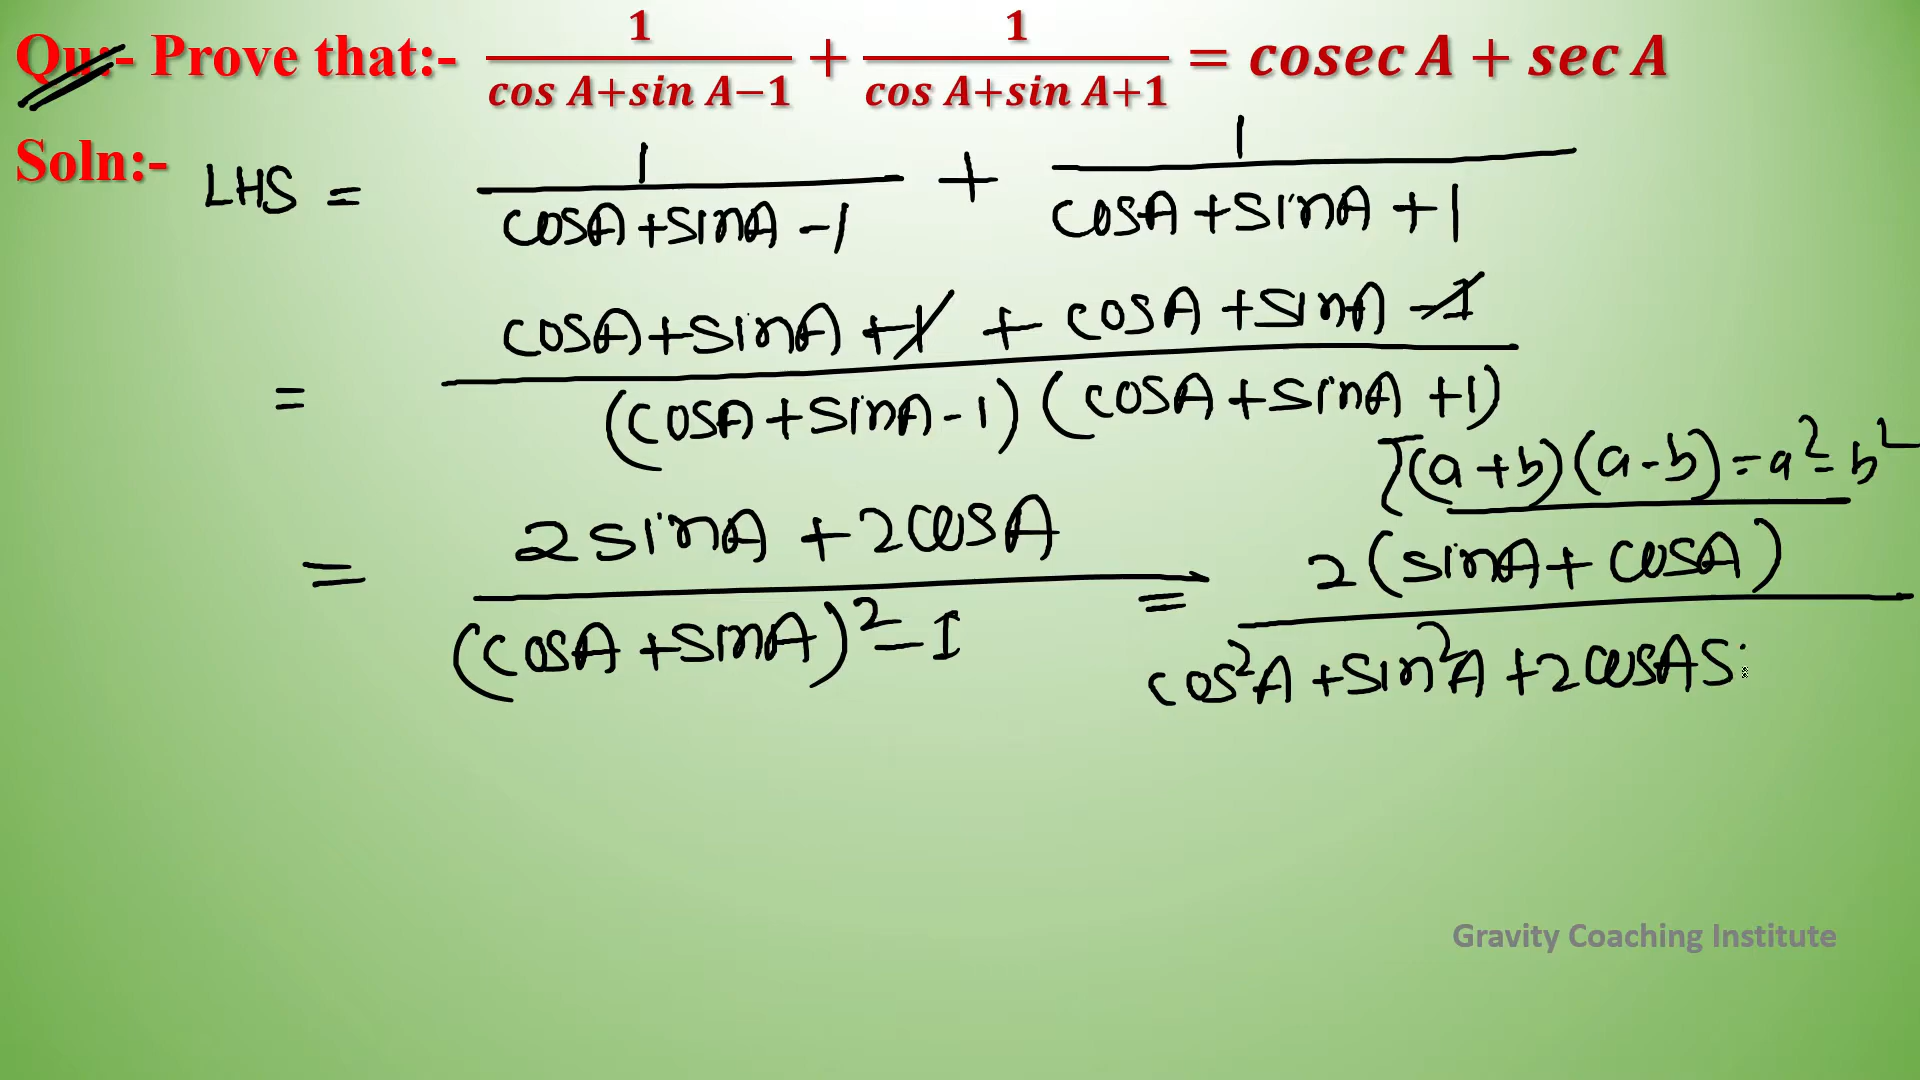 Qu:- Prove that:- 1/(cos A+sin A−1) + 1/(cos A+sin A+1) = cosec A + sec A
Soln:- LHS = 1/(cosA+sinA-1) + 1/(cosA+sinA+1)
= (cosA+sinA+1 + cosA+sinA-1)/((cosA+sinA-1)(cosA+sinA+1))
[(a+b)(a-b)=a²-b²
= (2sinA+2cosA)/((cosA+sinA)²-1) = 2(sinA+cosA)/(cos²A+sin²A+2cosAsi
Gravity Coaching Institute